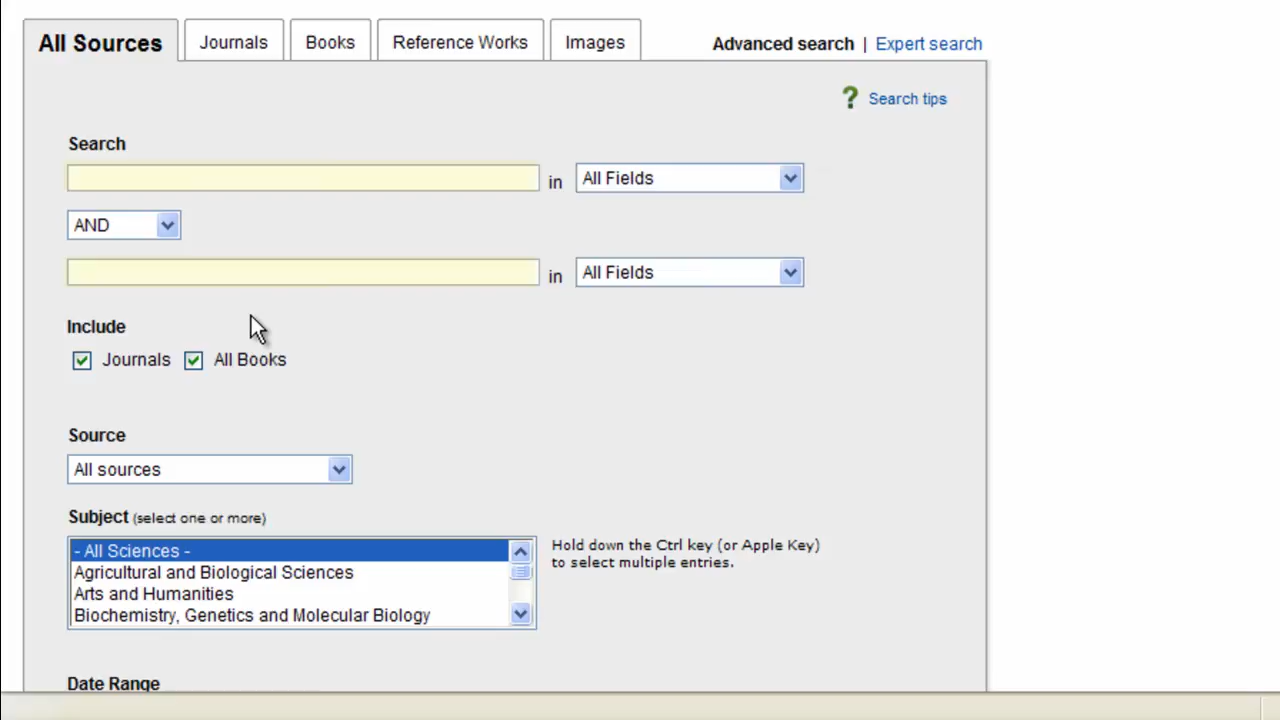 All Sources Journals Books Reference Works Images Advanced search | Expert search
? Search tips
Search
in All Fields
AND
in All Fields
Include
Journals All Books
Source
All sources
Subject (select one or more)
- All Sciences -
Agricultural and Biological Sciences
Arts and Humanities
Biochemistry, Genetics and Molecular Biology
Hold down the Ctrl key (or Apple Key)
to select multiple entries.
Date Range